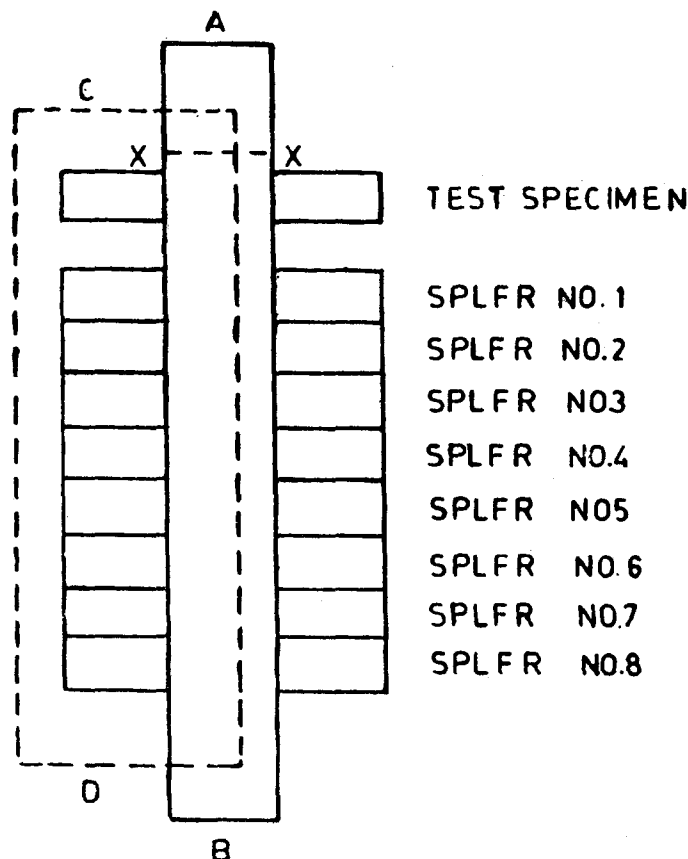 A
C
X X
TEST SPECIMEN
SPLFR NO.1
SPLFR NO.2
SPLFR NO3
SPLFR NO.4
SPLFR NO5
SPLFR NO.6
SPLFR NO.7
SPLFR NO.8
D
B